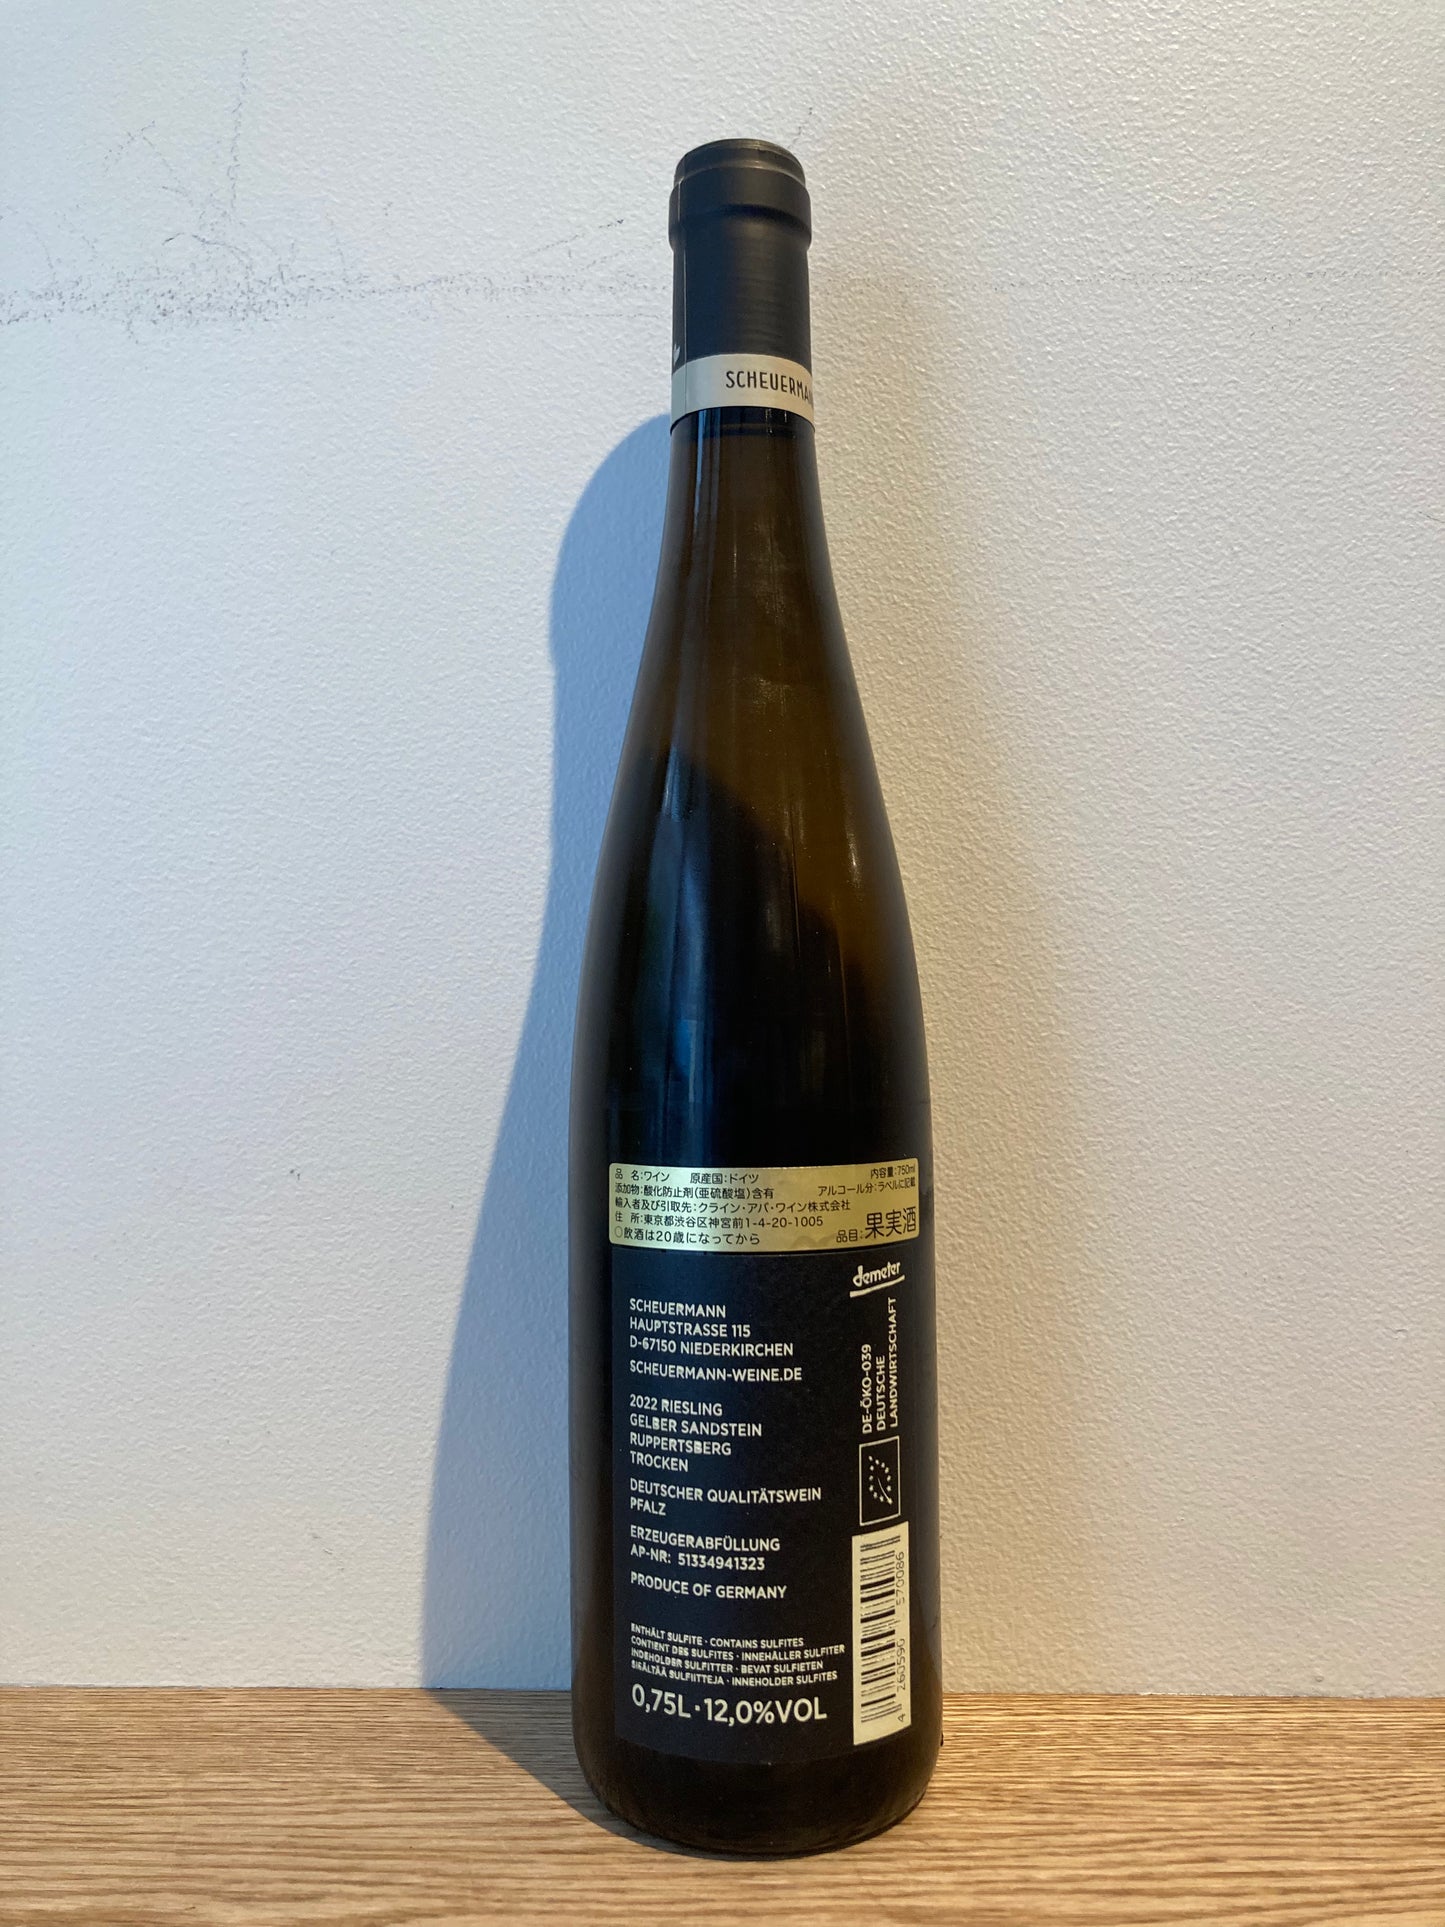 SCHEUERMAN
品 名:ワイン 原産国:ドイツ 内容量:750ml
添加物:酸化防止剤(亜硫酸塩)含有 アルコール分:ラベルに記載
輸入者及び引取先:クライン・アバ・ワイン株式会社
住 所:東京都渋谷区神宮前1-4-20-1005
○飲酒は20歳になってから 品目:果実酒
demeter
SCHEUERMANN
HAUPTSTRASSE 115
D-67150 NIEDERKIRCHEN
SCHEUERMANN-WEINE.DE
2022 RIESLING
GELBER SANDSTEIN
RUPPERTSBERG
TROCKEN
DEUTSCHER QUALITÄTSWEIN
PFALZ
ERZEUGERABFÜLLUNG
AP-NR: 51334941323
PRODUCE OF GERMANY
ENTHÄLT SULFITE · CONTAINS SULFITES
CONTIENT DES SULFITES · INNEHÅLLER SULFITER
INDEHOLDER SULFITTER · BEVAT SULFIETEN
SISÄLTÄÄ SULFIITTEJA · INNEHOLDER SULFITES
0,75L · 12,0%VOL
DE-ÖKO-039
DEUTSCHE
LANDWIRTSCHAFT
4 260590 570086